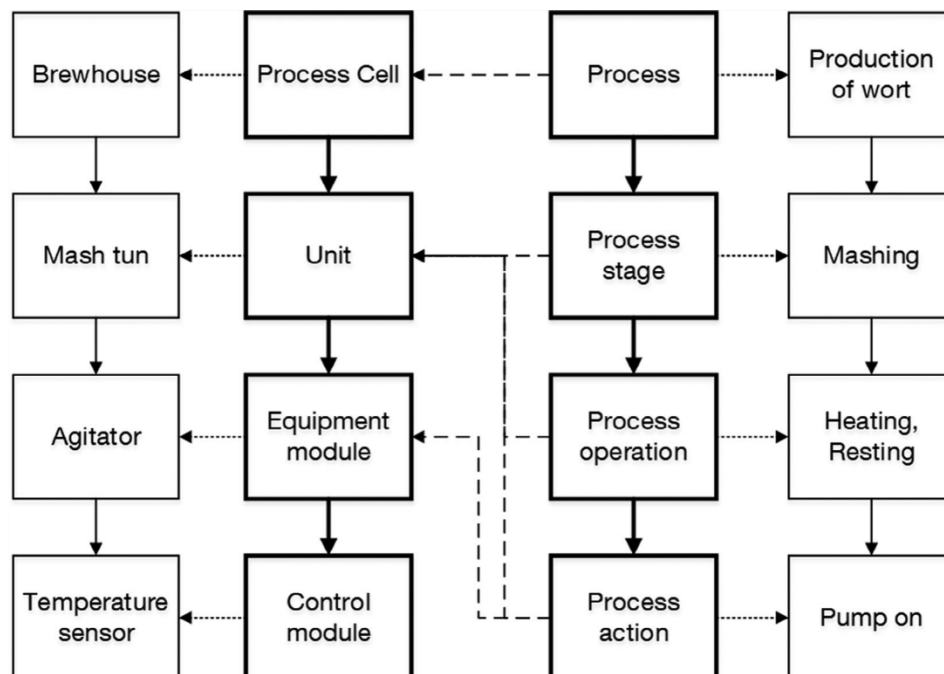 Brewhouse
Process Cell
Process
Production
of wort
Mash tun
Unit
Process
stage
Mashing
Agitator
Equipment
module
Process
operation
Heating,
Resting
Temperature
sensor
Control
module
Process
action
Pump on